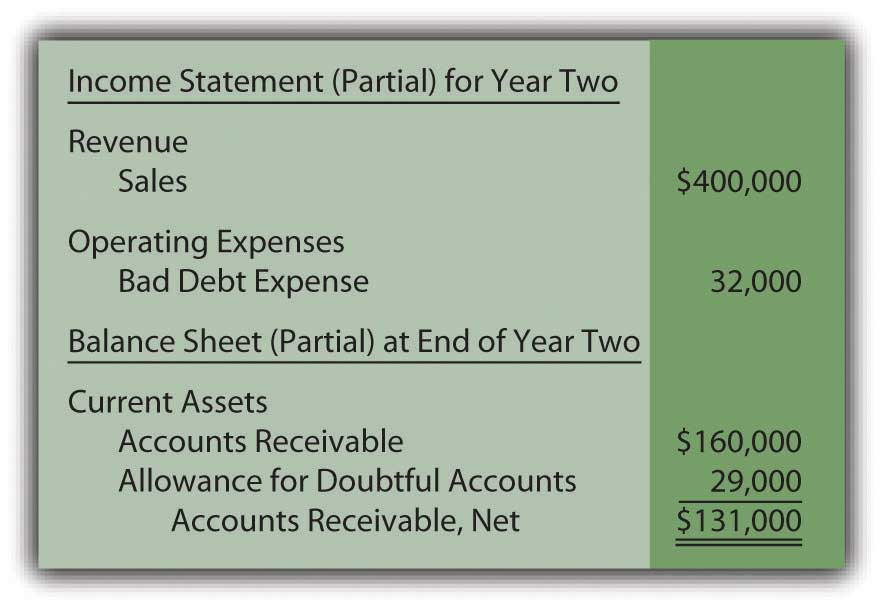 Income Statement (Partial) for Year Two
Revenue
Sales $400,000
Operating Expenses
Bad Debt Expense 32,000
Balance Sheet (Partial) at End of Year Two
Current Assets
Accounts Receivable $160,000
Allowance for Doubtful Accounts 29,000
Accounts Receivable, Net $131,000